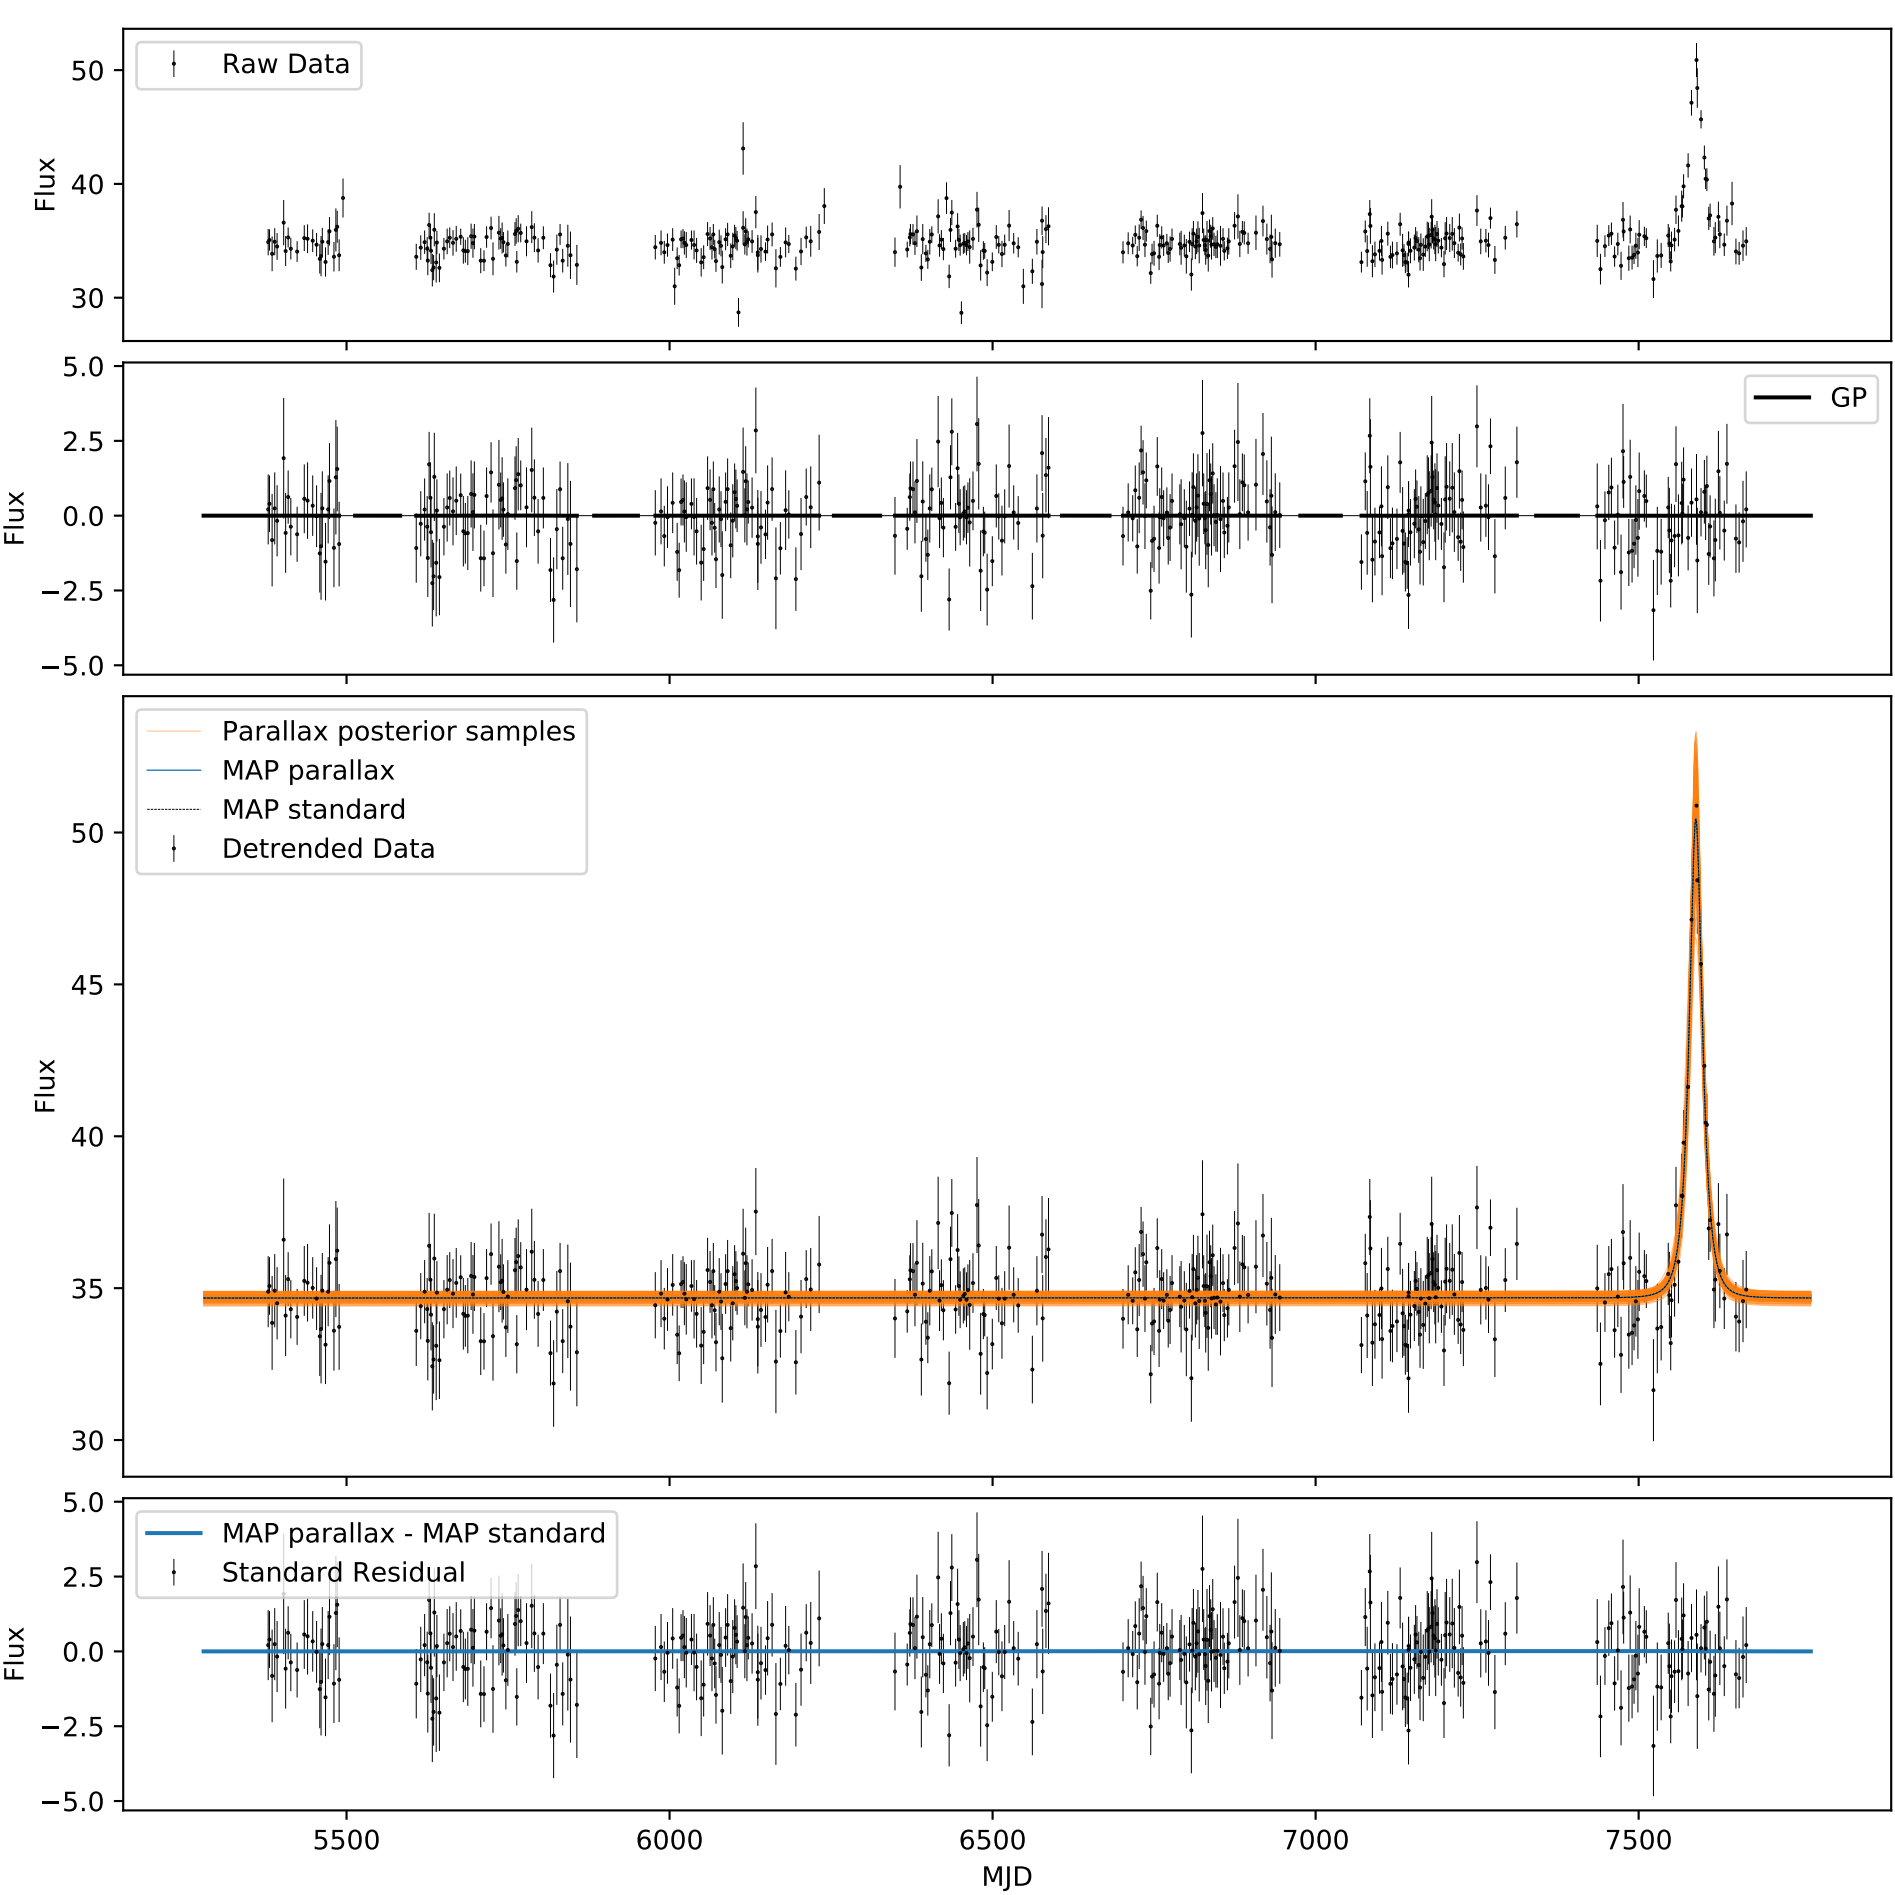 Raw Data
50
40
30
Flux
GP
5.0
2.5
0.0
−2.5
−5.0
Flux
Parallax posterior samples
MAP parallax
MAP standard
Detrended Data
50
45
40
35
30
Flux
MAP parallax - MAP standard
Standard Residual
5.0
2.5
0.0
−2.5
−5.0
Flux
5500 6000 6500 7000 7500
MJD